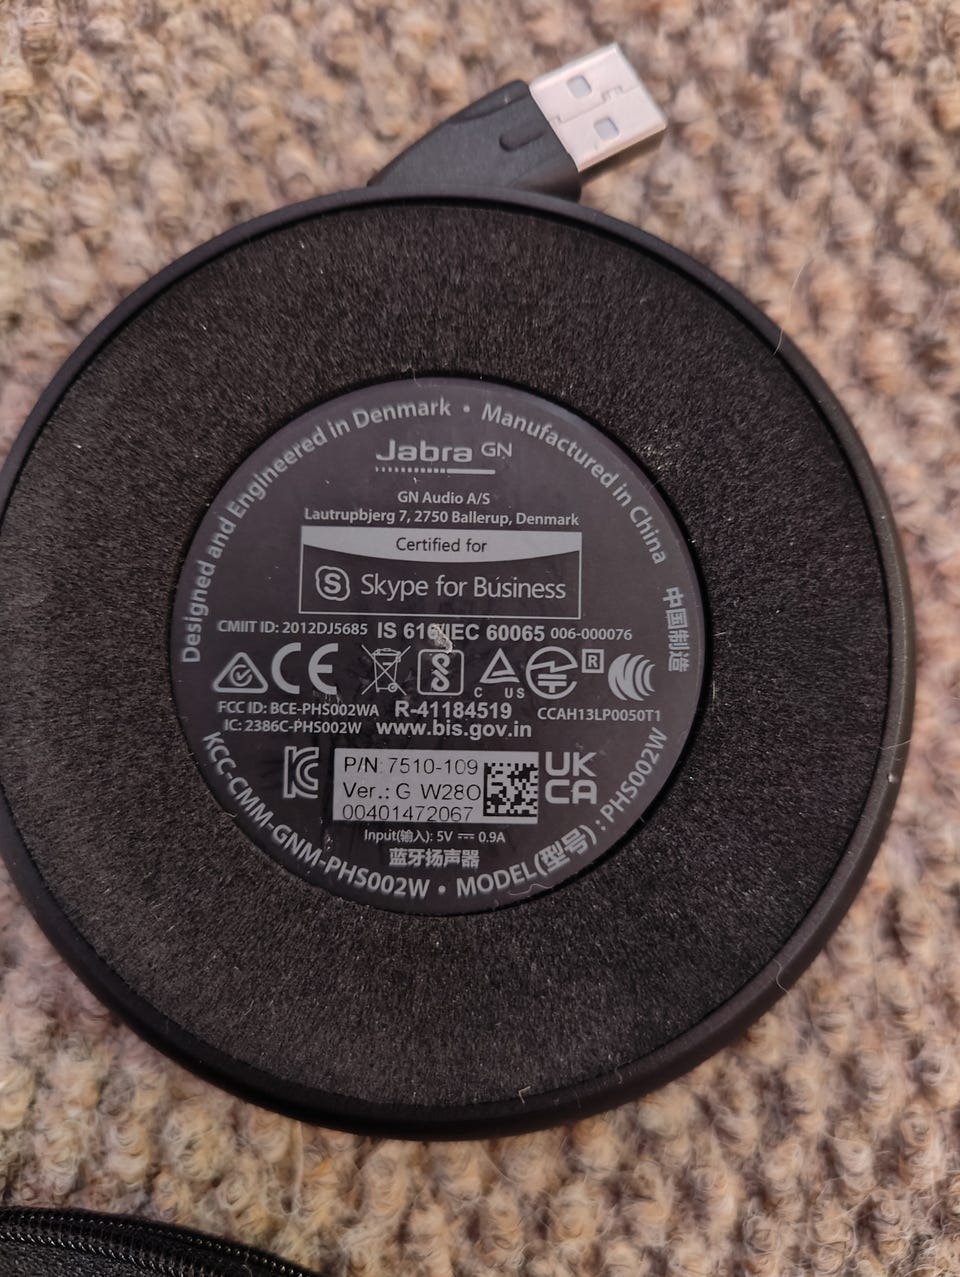 Designed and Engineered in Denmark • Manufactured in China 中国制造
Jabra GN
GN Audio A/S
Lautrupbjerg 7, 2750 Ballerup, Denmark
Certified for
S Skype for Business
CMIIT ID: 2012DJ5685 IS 616/IEC 60065 006-000076
CE
C US
R
FCC ID: BCE-PHS002WA R-41184519 CCAH13LP0050T1
IC: 2386C-PHS002W www.bis.gov.in
P/N: 7510-109
Ver.: G W28O
00401472067
UK
CA
Input(输入): 5V 0.9A
蓝牙扬声器
KCC-CMM-GNM-PHS002W • MODEL(型号) : PHS002W